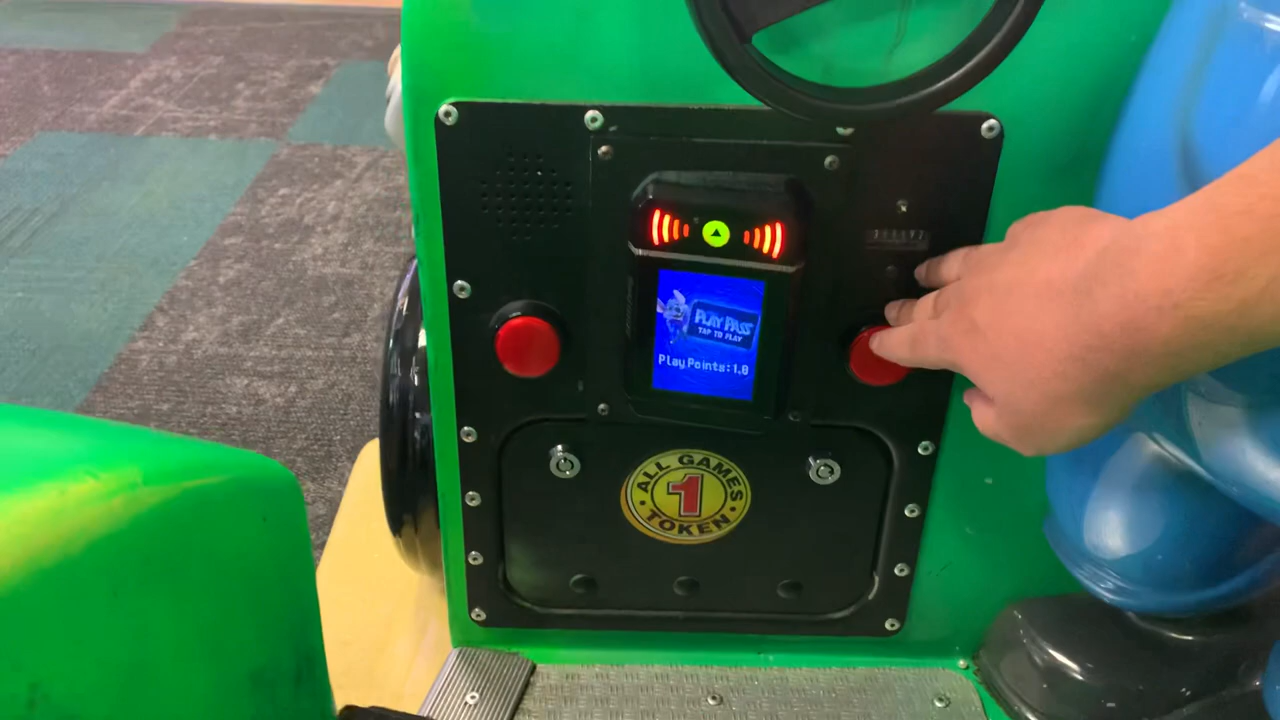 PLAY PASS
TAP TO PLAY
Play Points:1.0
ALL GAMES
1
TOKEN